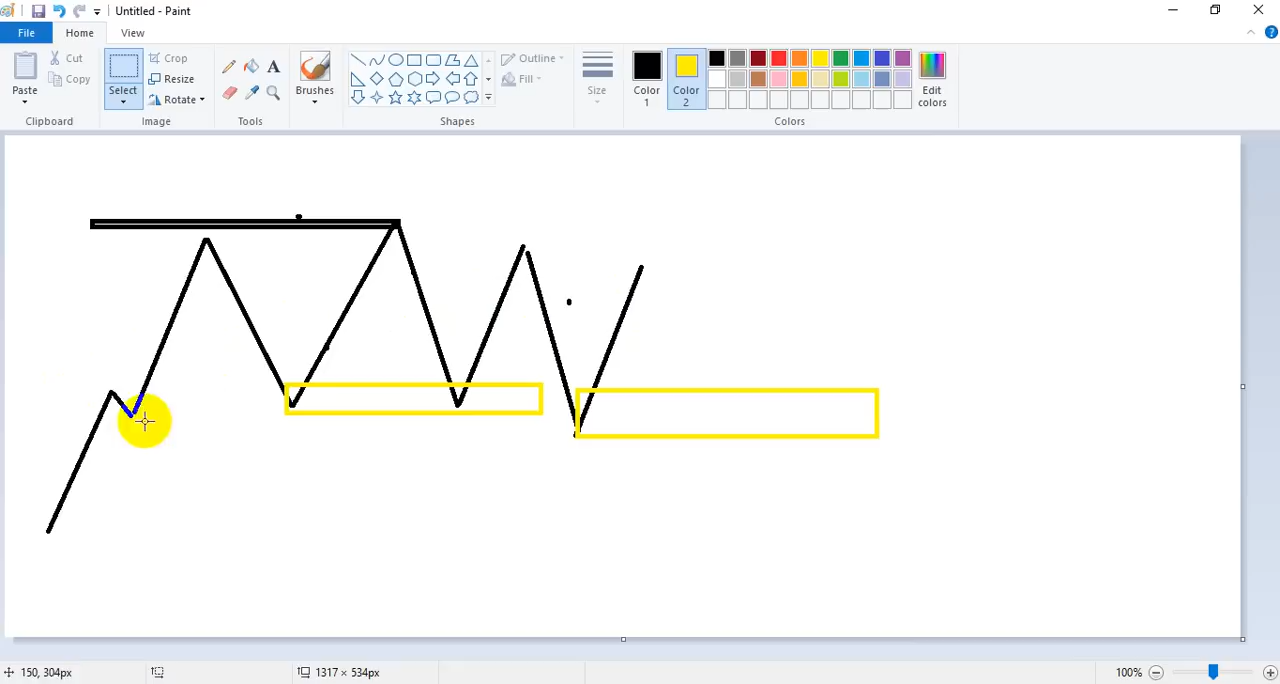 Untitled - Paint
File Home View
Paste
Cut
Copy
Clipboard
Select
Crop
Resize
Rotate
Image
A
Tools
Brushes
Shapes
Outline
Fill
Size
Color 1
Color 2
Edit colors
Colors
150, 304px
1317 × 534px
100%